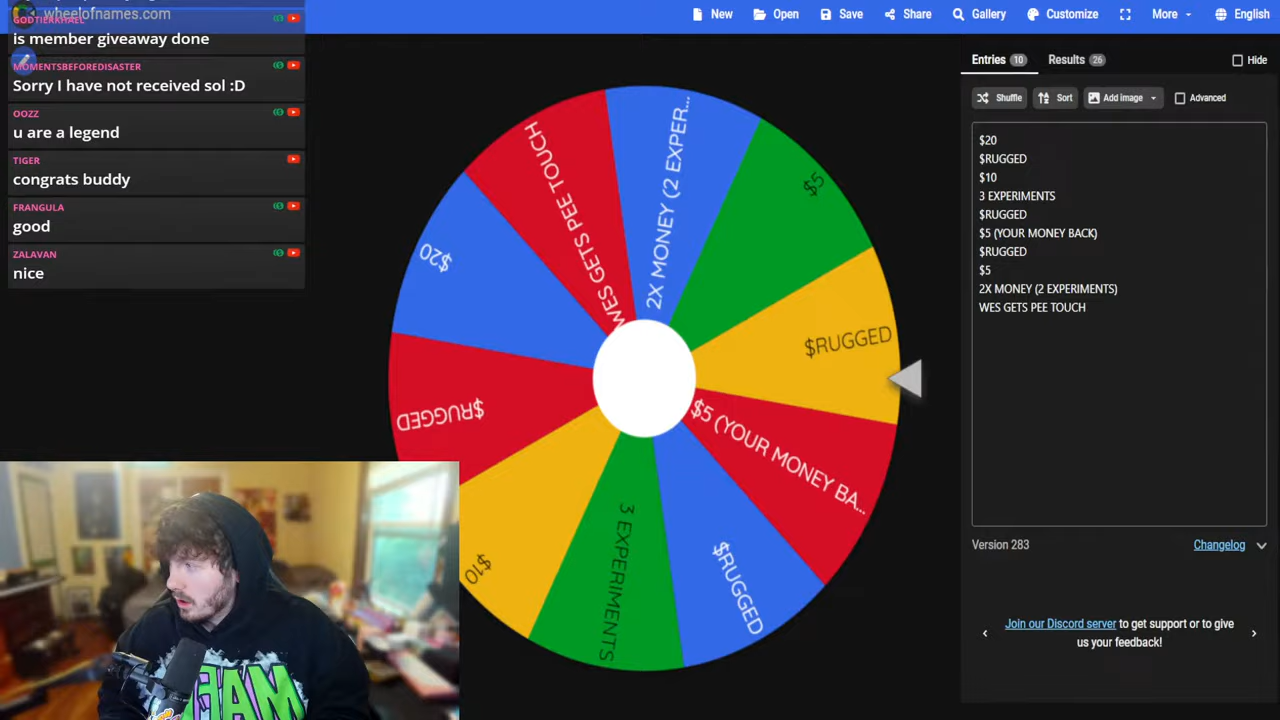 wheelofnames.com
New
Open
Save
Share
Gallery
Customize
More
English
GODTIERKHAEL
is member giveaway done
MOMENTSBEFOREDISASTER
Sorry I have not received sol :D
OOZZ
u are a legend
TIGER
congrats buddy
FRANGULA
good
ZALAVAN
nice
WES GETS PEE TOUCH
2X MONEY (2 EXPER...
$5
$RUGGED
$5 (YOUR MONEY BA...
$RUGGED
3 EXPERIMENTS
$10
$RUGGED
$20
Entries 10
Results 26
Hide
Shuffle
Sort
Add image
Advanced
$20
$RUGGED
$10
3 EXPERIMENTS
$RUGGED
$5 (YOUR MONEY BACK)
$RUGGED
$5
2X MONEY (2 EXPERIMENTS)
WES GETS PEE TOUCH
Version 283
Changelog
Join our Discord server to get support or to give
us your feedback!